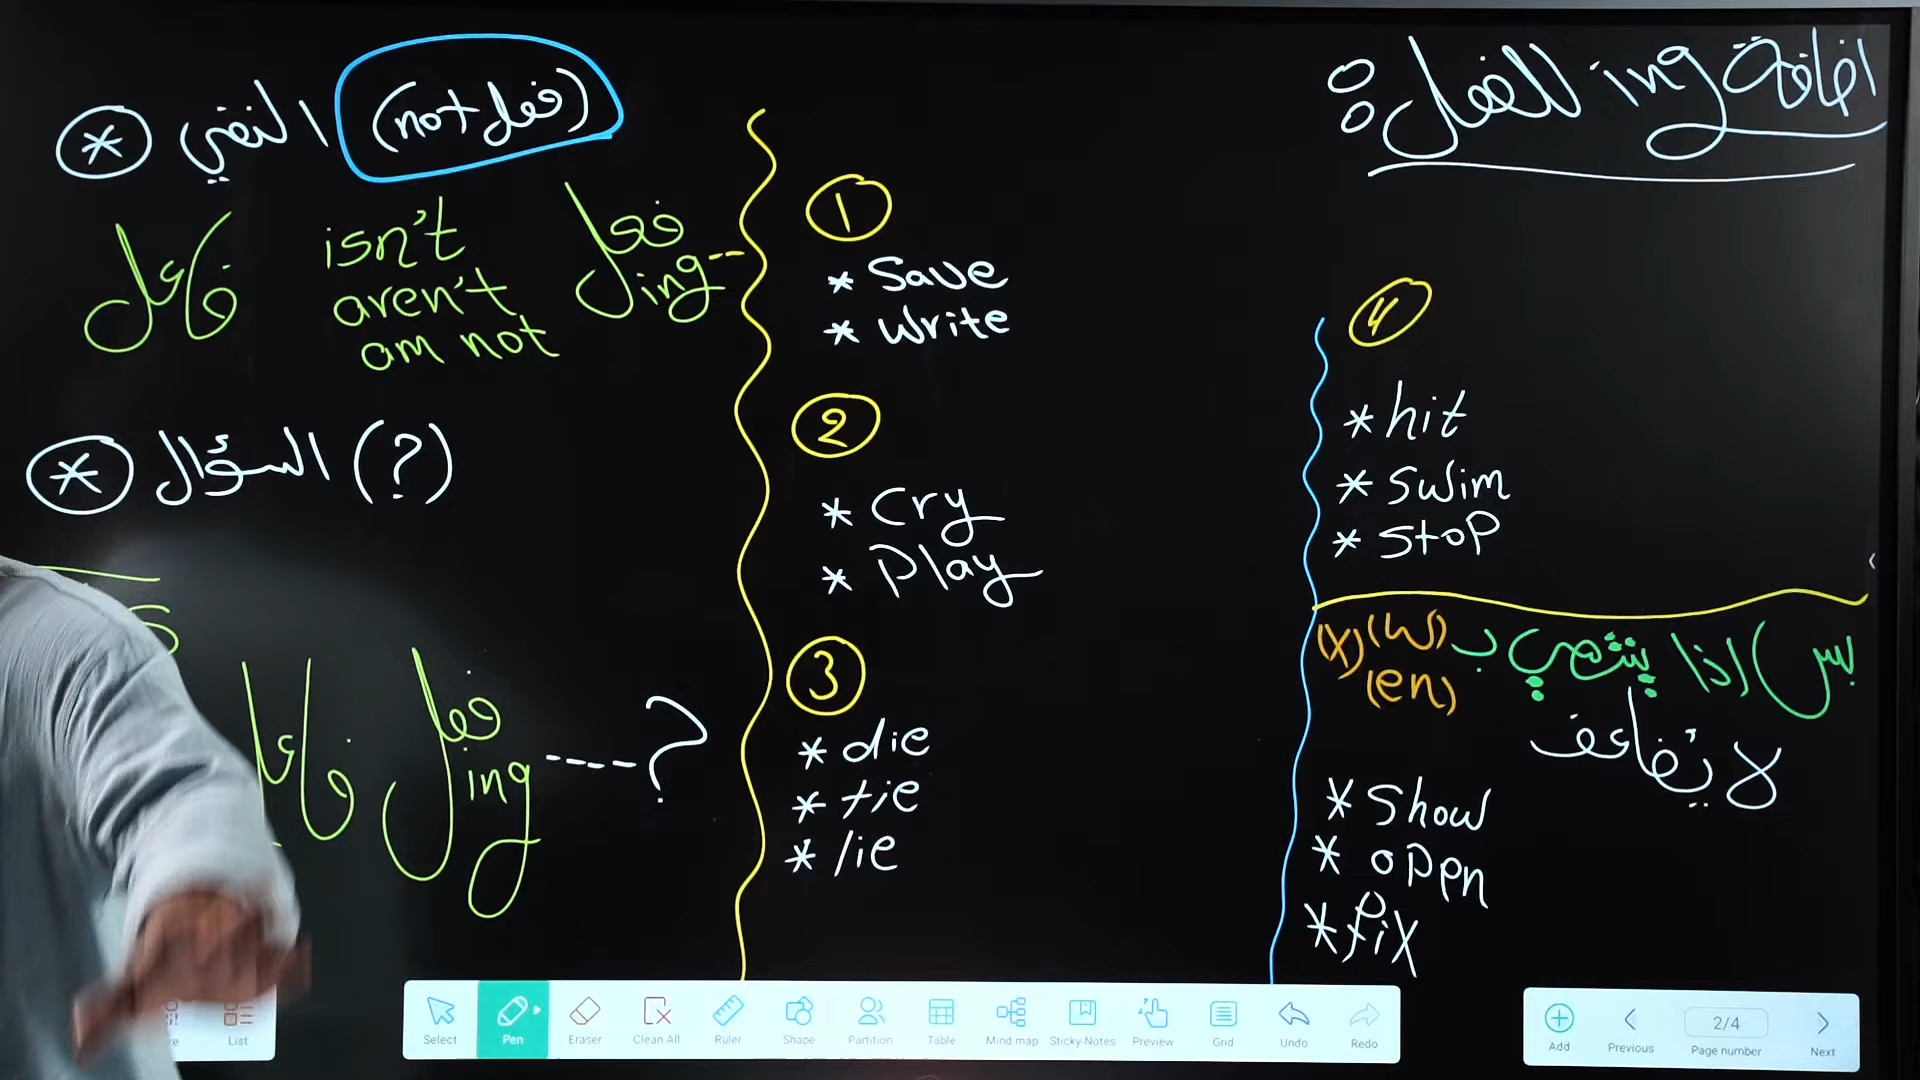 اضافة ing للفعل:
* النفي (not فعل)
فاعل isn't aren't am not فعل ing --
* السؤال (?)
فاعل فعل ing ----?
1
* Save
* write
2
* Cry
* Play
3
* die
* tie
* lie
4
* hit
* swim
* stop
بس اذا ينتهي ب (w) (x) (en)
لا يُضاعف
* Show
* open
* fix
Select
Pen
Eraser
Clean All
Ruler
Shape
Partition
Table
Mind map
Sticky-Notes
Preview
Grid
Undo
Redo
List
Add
Previous
2/4
Page number
Next